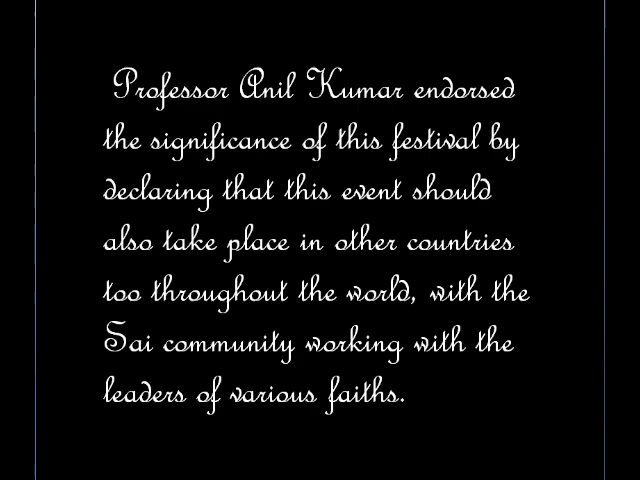 Professor Anil Kumar endorsed
the significance of this festival by
declaring that this event should
also take place in other countries
too throughout the world, with the
Sai community working with the
leaders of various faiths.